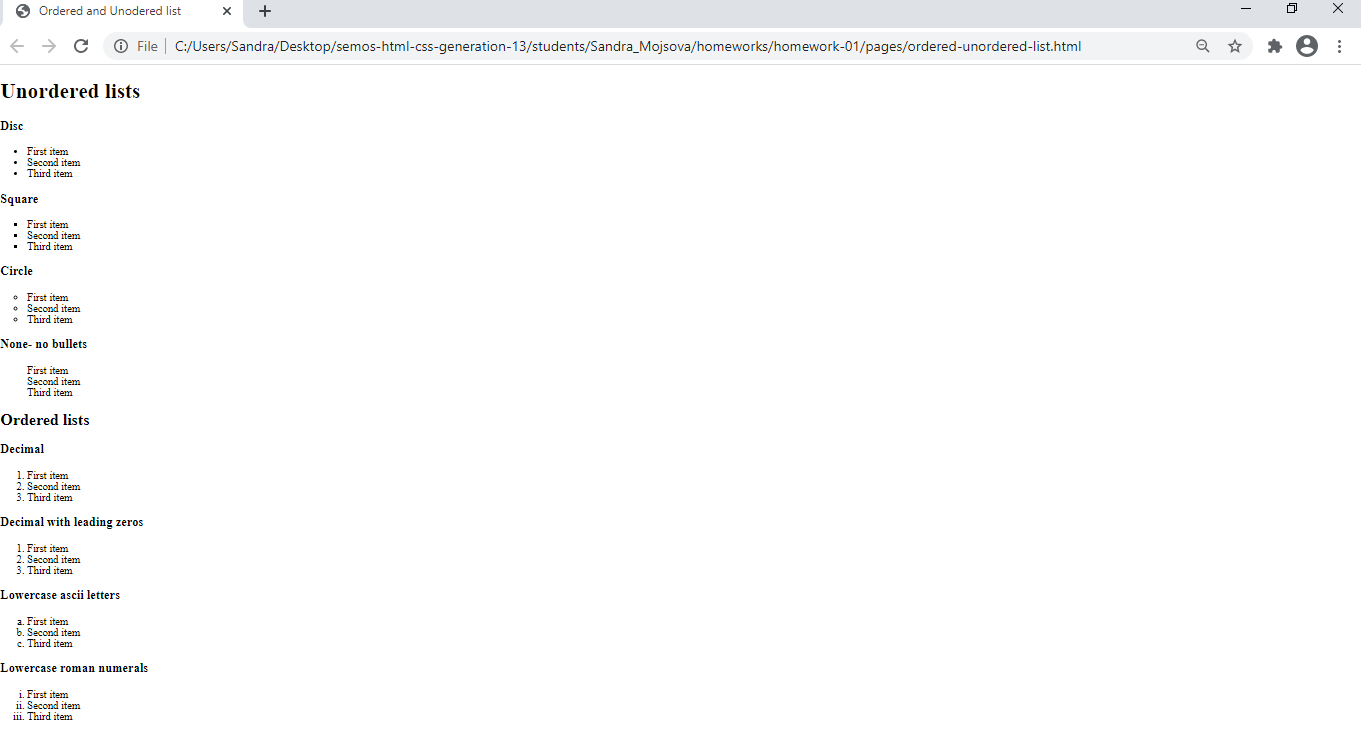 Ordered and Unodered list
File
C:/Users/Sandra/Desktop/semos-html-css-generation-13/students/Sandra_Mojsova/homeworks/homework-01/pages/ordered-unordered-list.html
Unordered lists
Disc
• First item
• Second item
• Third item
Square
▪ First item
▪ Second item
▪ Third item
Circle
◦ First item
◦ Second item
◦ Third item
None- no bullets
First item
Second item
Third item
Ordered lists
Decimal
1. First item
2. Second item
3. Third item
Decimal with leading zeros
1. First item
2. Second item
3. Third item
Lowercase ascii letters
a. First item
b. Second item
c. Third item
Lowercase roman numerals
i. First item
ii. Second item
iii. Third item